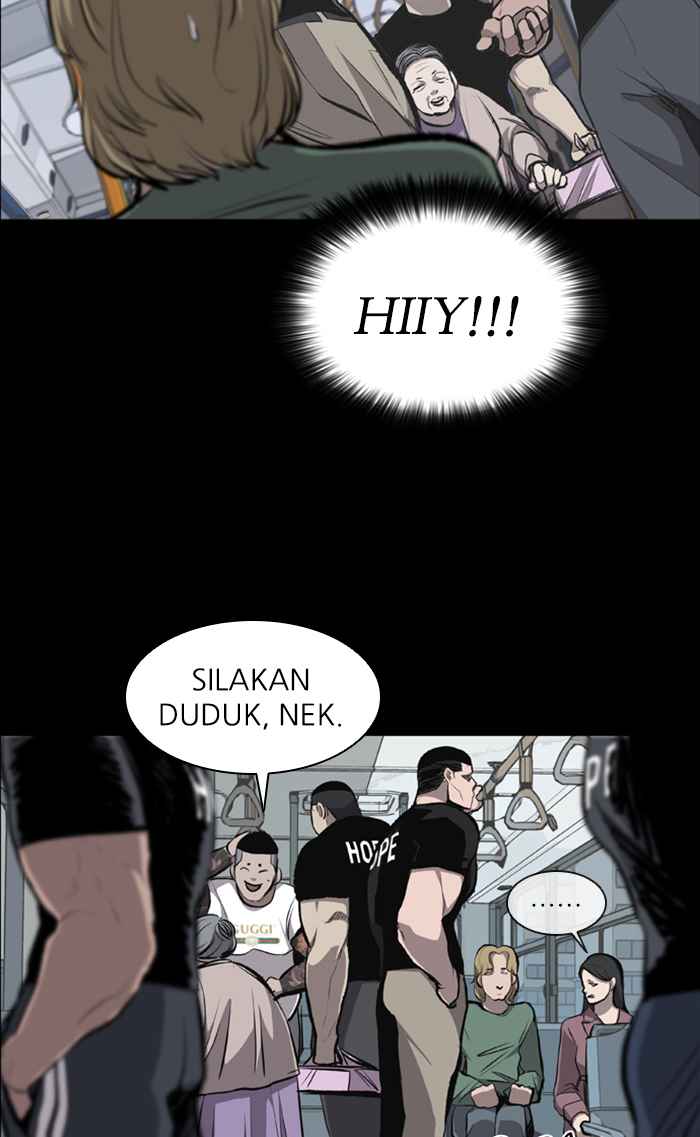 HIIY!!!
SILAKAN
DUDUK, NEK.
HOPE
GUGGI
......